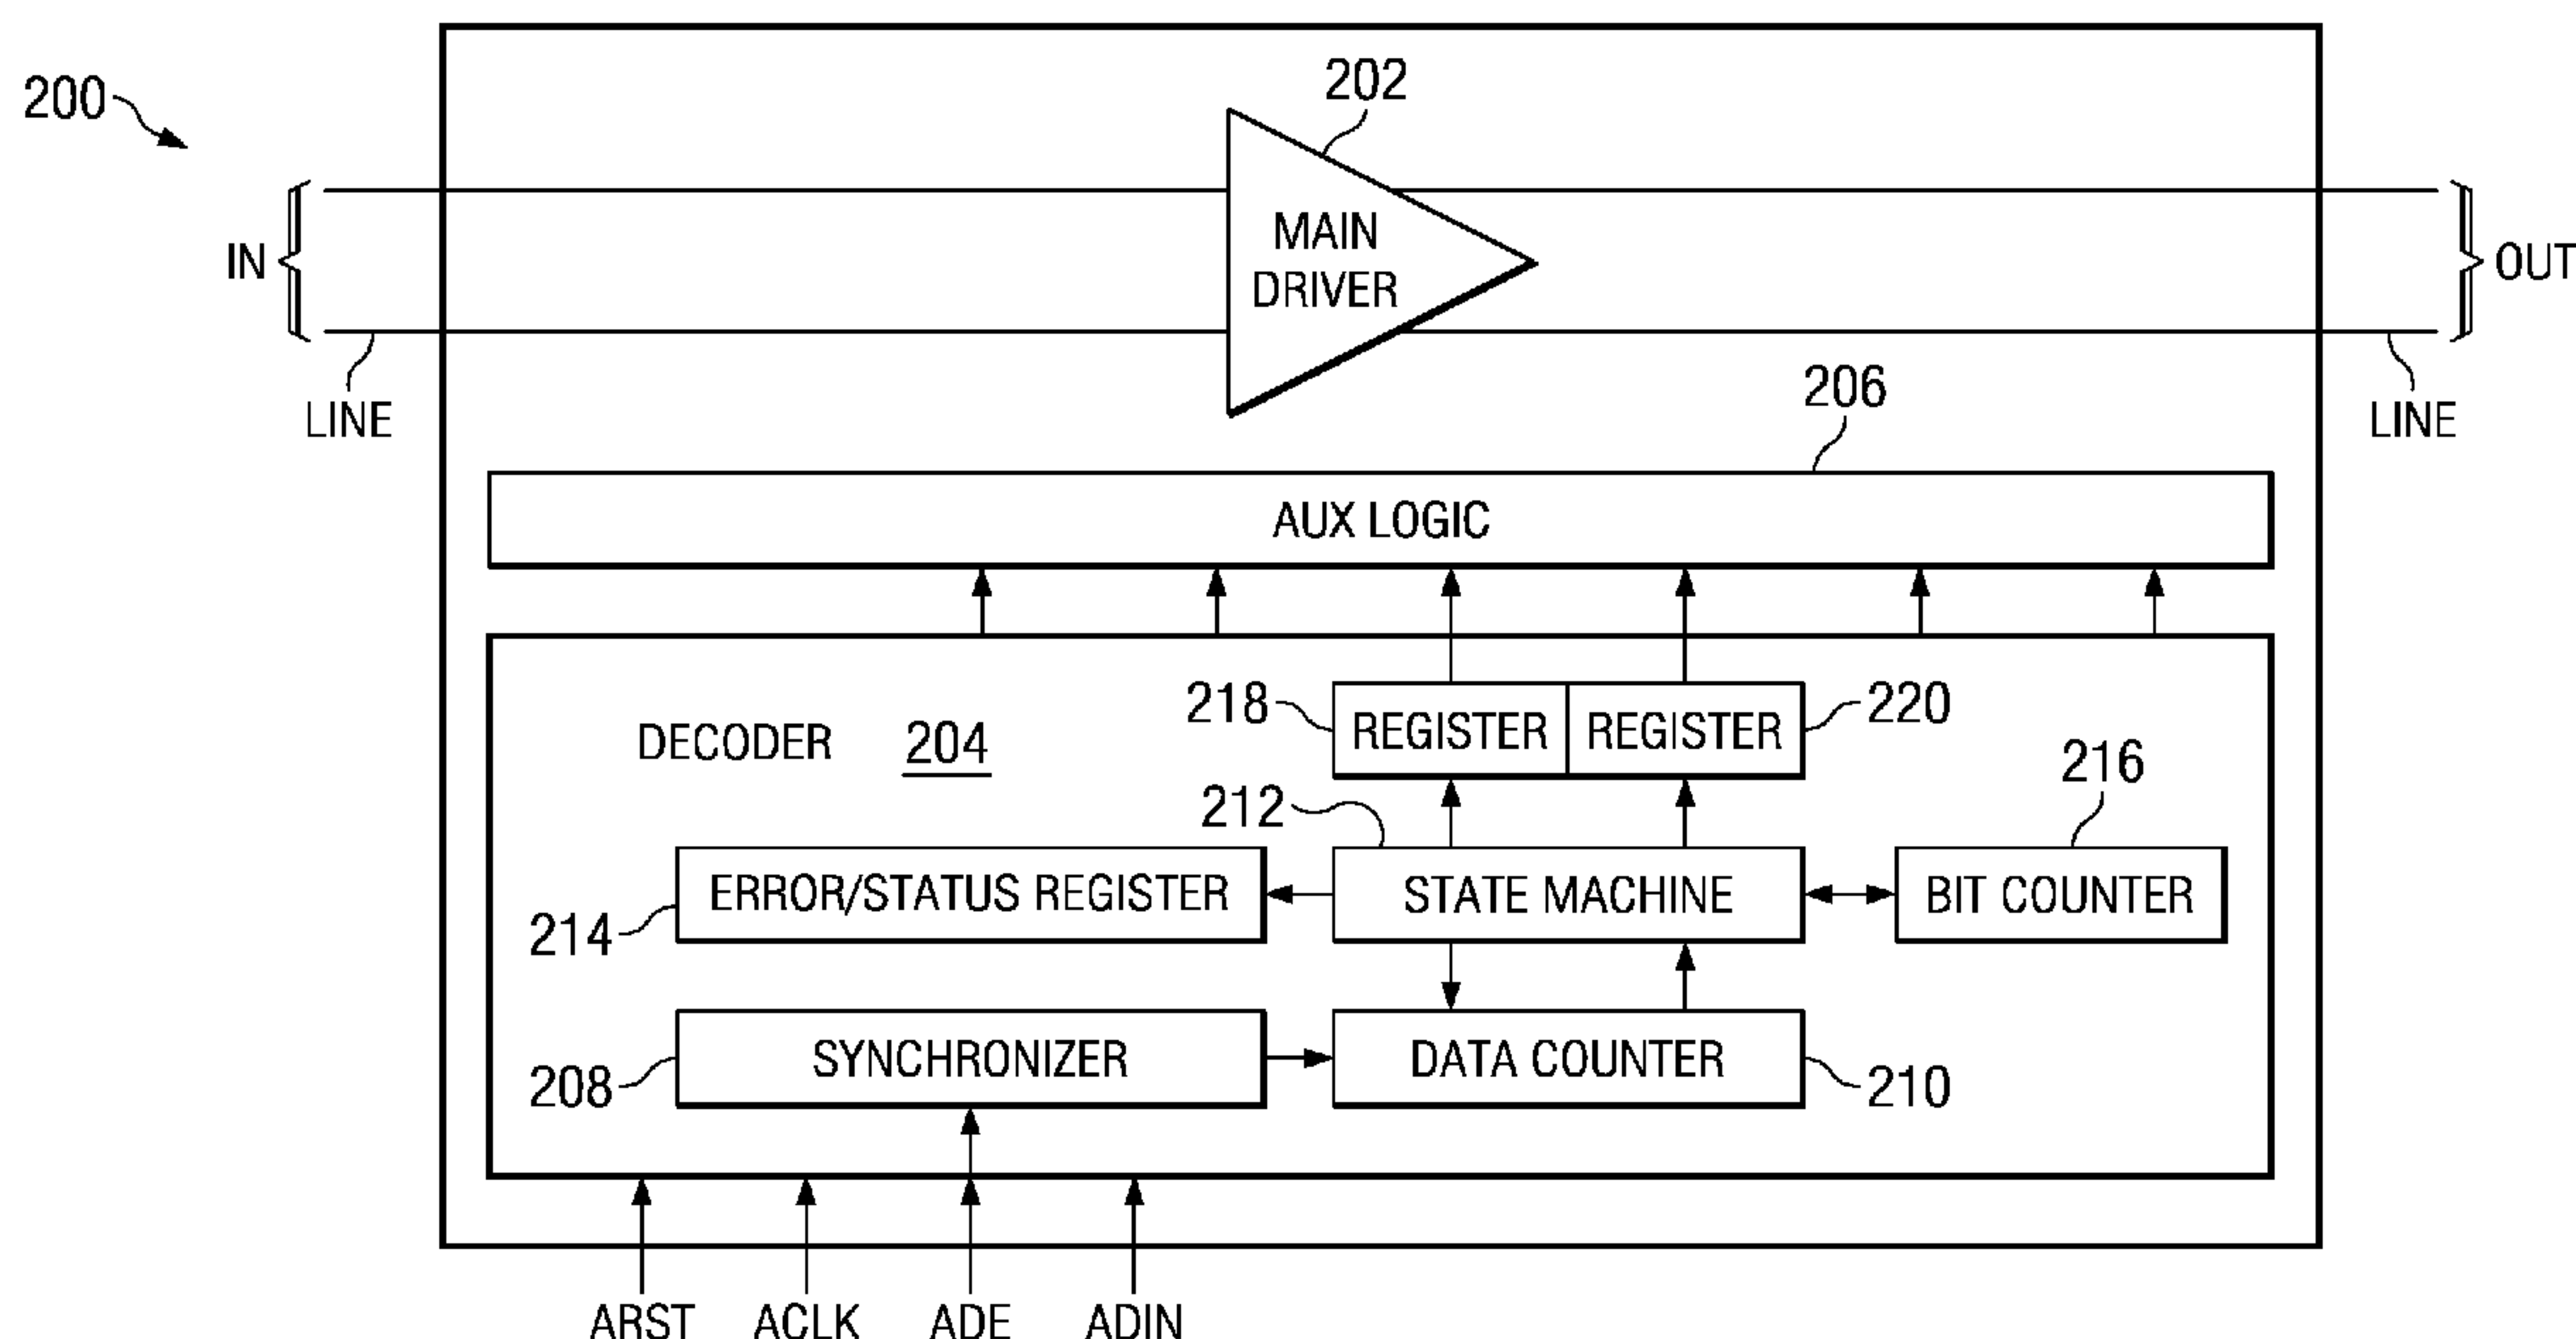 200
202
MAIN
DRIVER
IN
OUT
LINE
LINE
206
AUX LOGIC
218
REGISTER
REGISTER
220
DECODER 204
212
216
ERROR/STATUS REGISTER
STATE MACHINE
BIT COUNTER
214
SYNCHRONIZER
DATA COUNTER
208
210
ARST
ACLK
ADE
ADIN